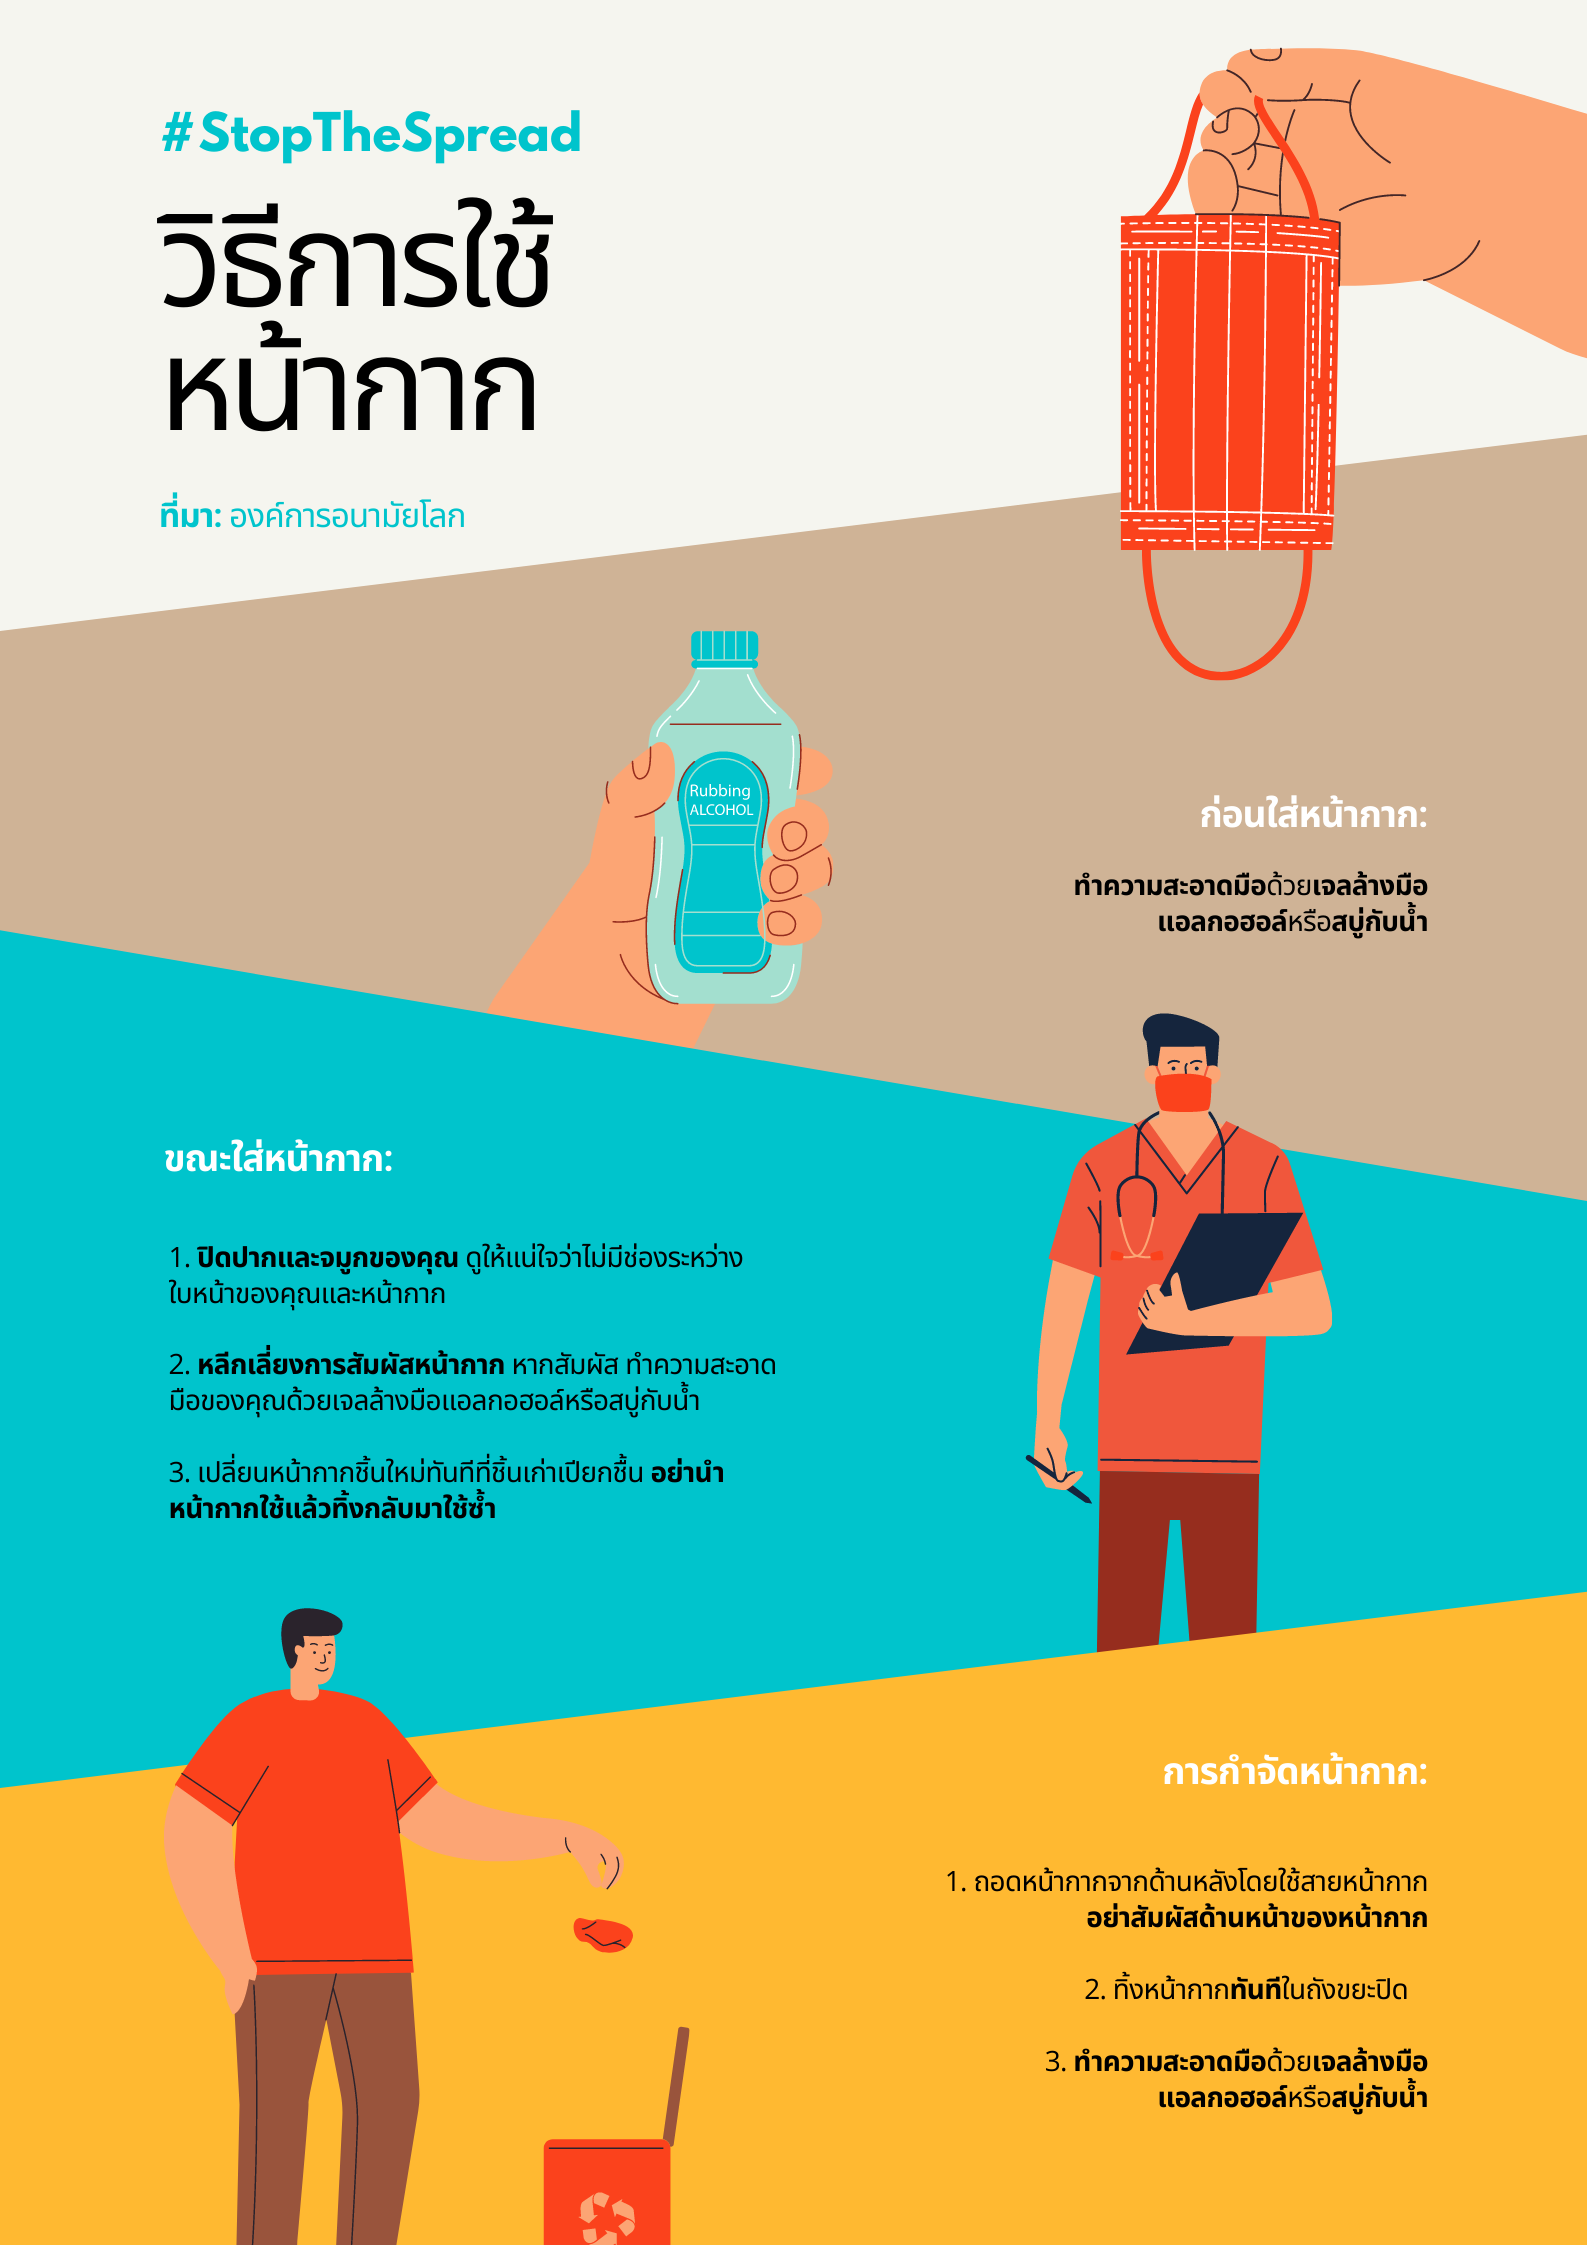 #StopTheSpread
วิธีการใช้
หน้ากาก
ที่มา: องค์การอนามัยโลก
Rubbing
ALCOHOL
ก่อนใส่หน้ากาก:
ทำความสะอาดมือด้วยเจลล้างมือ
แอลกอฮอล์หรือสบู่กับน้ำ
ขณะใส่หน้ากาก:
1. ปิดปากและจมูกของคุณ ดูให้แน่ใจว่าไม่มีช่องระหว่าง
ใบหน้าของคุณและหน้ากาก
2. หลีกเลี่ยงการสัมผัสหน้ากาก หากสัมผัส ทำความสะอาด
มือของคุณด้วยเจลล้างมือแอลกอฮอล์หรือสบู่กับน้ำ
3. เปลี่ยนหน้ากากชิ้นใหม่ทันทีที่ชิ้นเก่าเปียกชื้น อย่านำ
หน้ากากใช้แล้วทิ้งกลับมาใช้ซ้ำ
การกำจัดหน้ากาก:
1. ถอดหน้ากากจากด้านหลังโดยใช้สายหน้ากาก
อย่าสัมผัสด้านหน้าของหน้ากาก
2. ทิ้งหน้ากากทันทีในถังขยะปิด
3. ทำความสะอาดมือด้วยเจลล้างมือ
แอลกอฮอล์หรือสบู่กับน้ำ